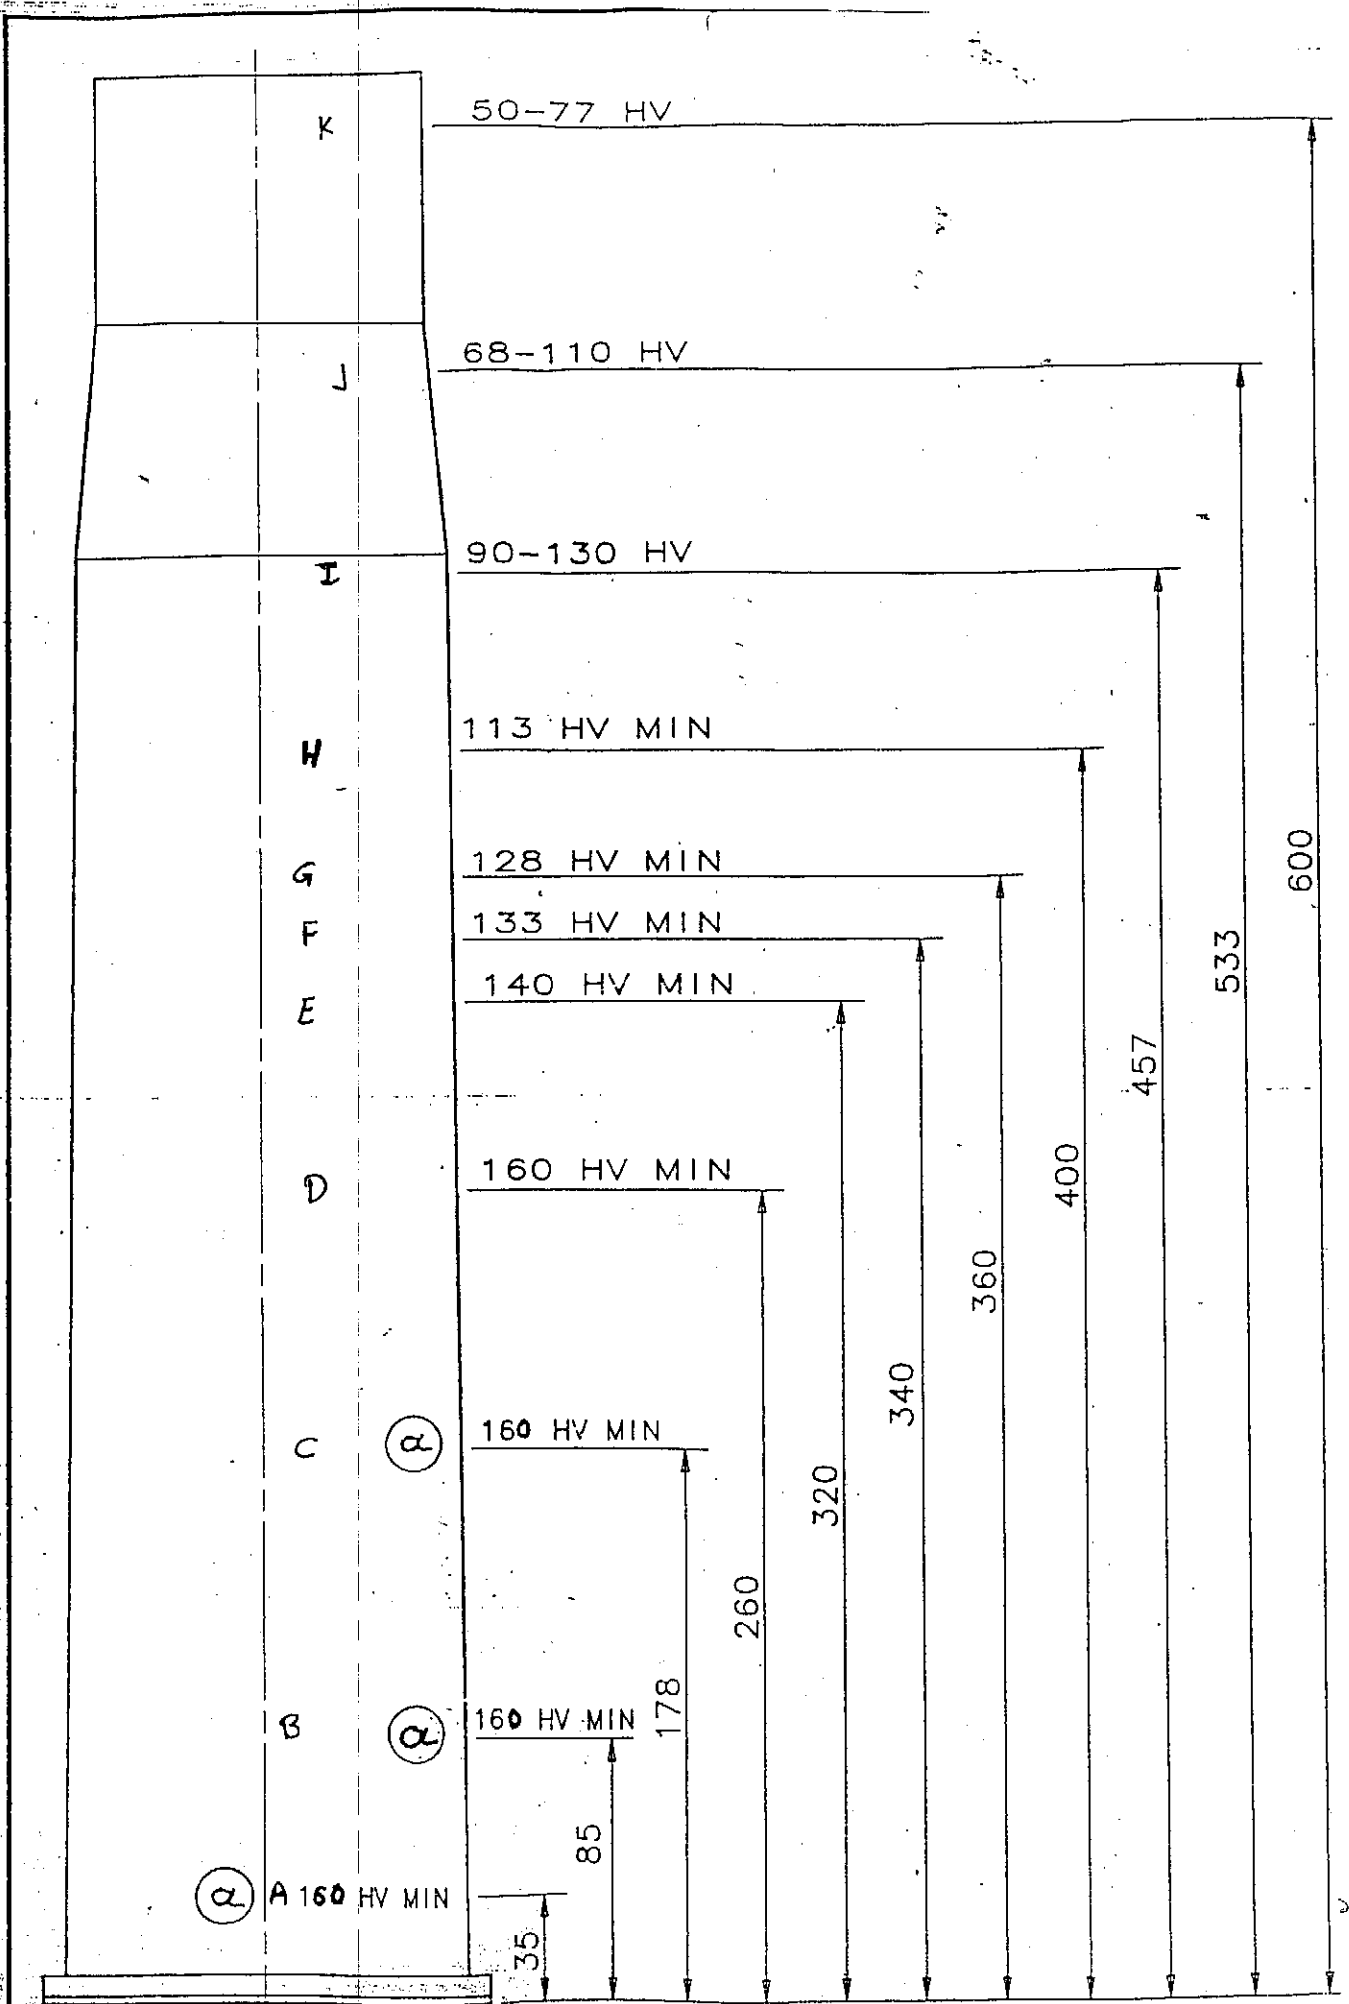 K
50-77 HV
68-110 HV
J
90-130 HV
I
113 HV MIN
H
128 HV MIN
G
133 HV MIN
F
140 HV MIN
E
160 HV MIN
D
C
a
160 HV MIN
B
a
160 HV MIN
a
A 160 HV MIN
35
85
178
260
320
340
360
400
457
533
600